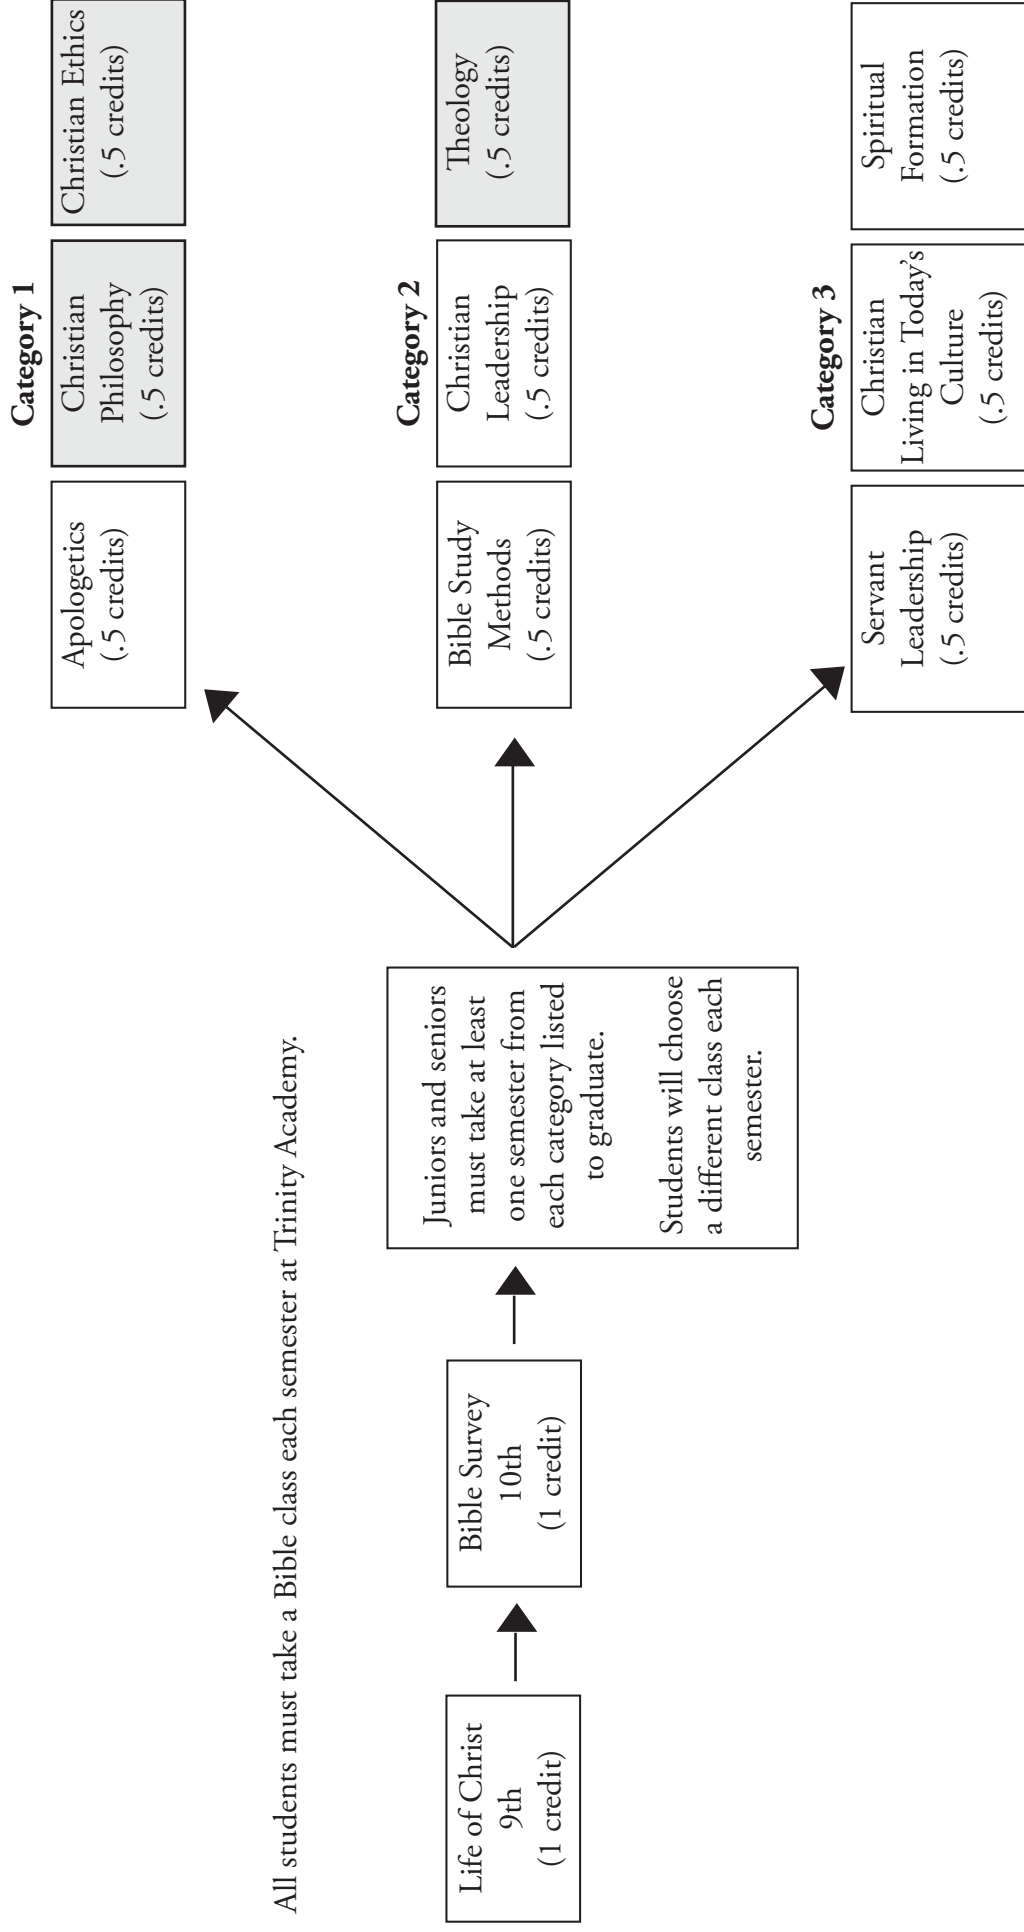 All students must take a Bible class each semester at Trinity Academy.
Life of Christ
9th
(1 credit)
Bible Survey
10th
(1 credit)
Juniors and seniors
must take at least
one semester from
each category listed
to graduate.
Students will choose
a different class each
semester.
Category 1
Apologetics
(.5 credits)
Christian
Philosophy
(.5 credits)
Christian Ethics
(.5 credits)
Category 2
Bible Study
Methods
(.5 credits)
Christian
Leadership
(.5 credits)
Theology
(.5 credits)
Category 3
Servant
Leadership
(.5 credits)
Christian
Living in Today’s
Culture
(.5 credits)
Spiritual
Formation
(.5 credits)